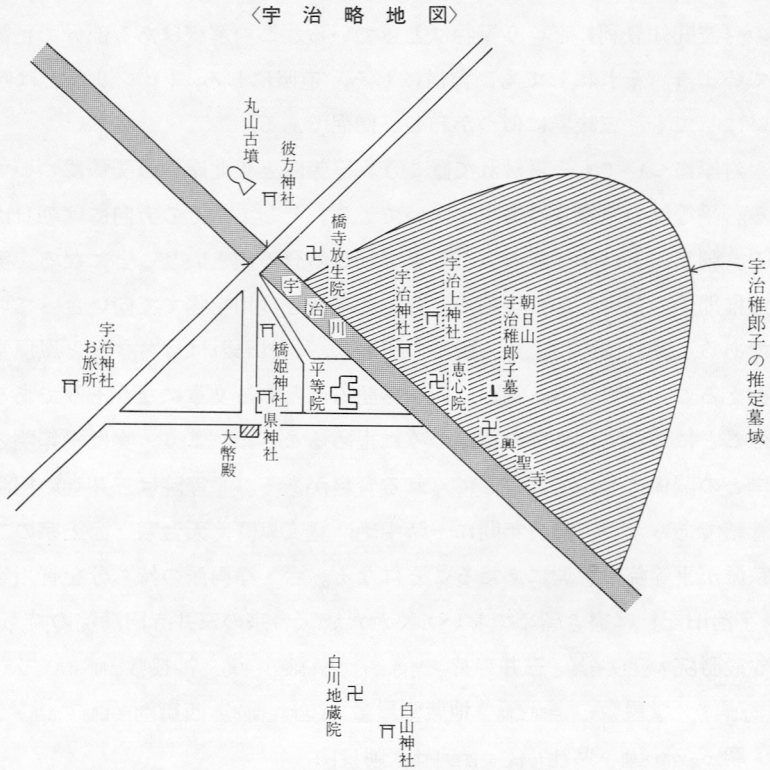 〈宇治略地図〉
丸山古墳
彼方神社
橋寺放生院
宇治川
宇治神社
宇治上神社
朝日山
宇治稚郎子墓
宇治稚郎子の推定墓域
恵心院
興聖寺
平等院
橋姫神社
県神社
大幣殿
宇治神社
お旅所
白川地蔵院
白山神社